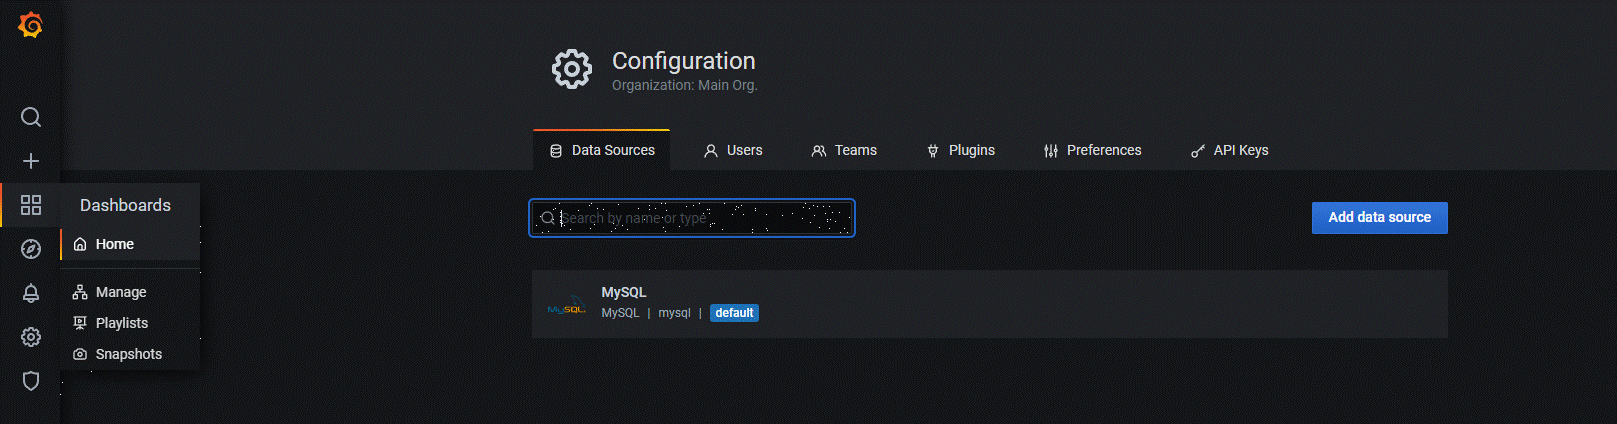 Configuration
Organization: Main Org.
Data Sources Users Teams Plugins Preferences API Keys
Dashboards
Home
Manage
Playlists
Snapshots
Search by name or type
Add data source
MySQL
MySQL
MySQL | mysql | default